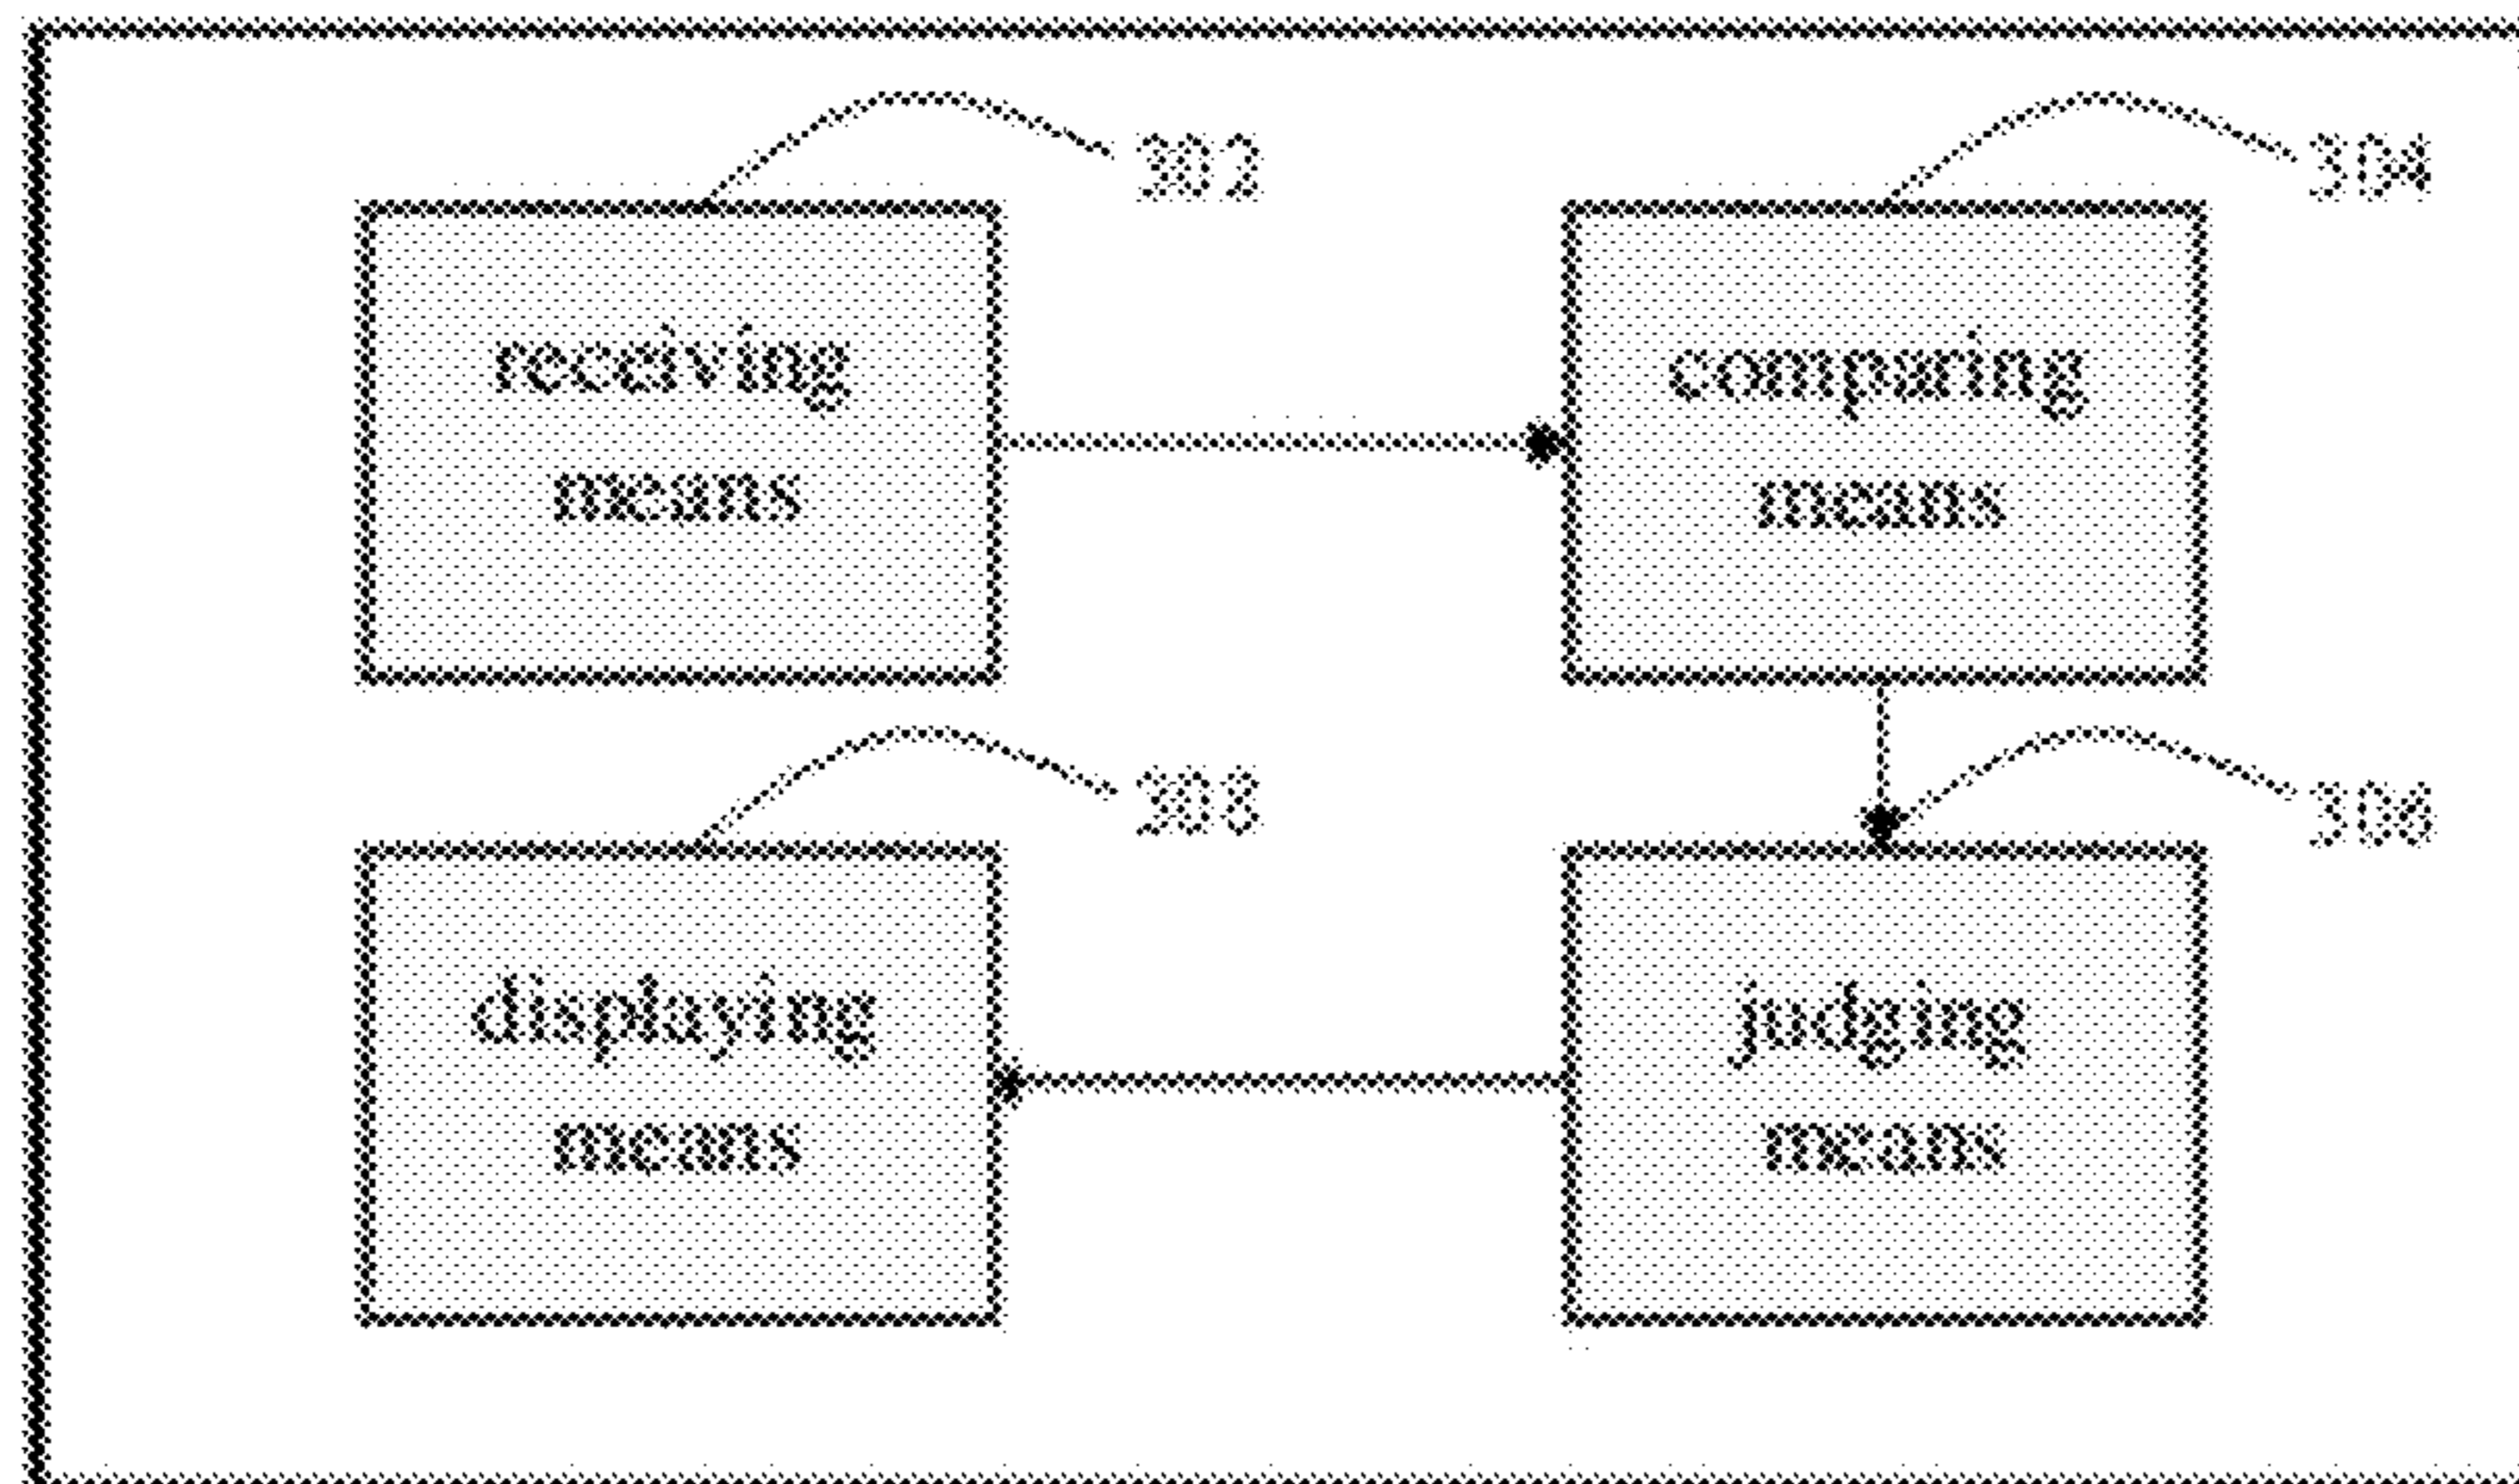 302
304
receiving
means
comparing
means
308
306
displaying
means
judging
means